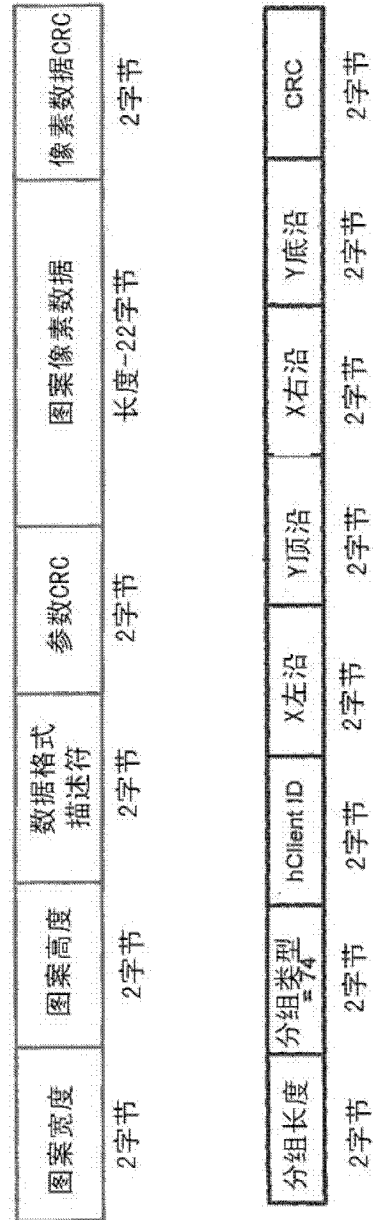 图案宽度
图案高度
数据格式
描述符
参数CRC
图案像素数据
像素数据CRC
2字节
2字节
2字节
2字节
长度-22字节
2字节
分组长度
分组类型
= 74
hClient ID
X左沿
Y顶沿
X右沿
Y底沿
CRC
2字节
2字节
2字节
2字节
2字节
2字节
2字节
2字节